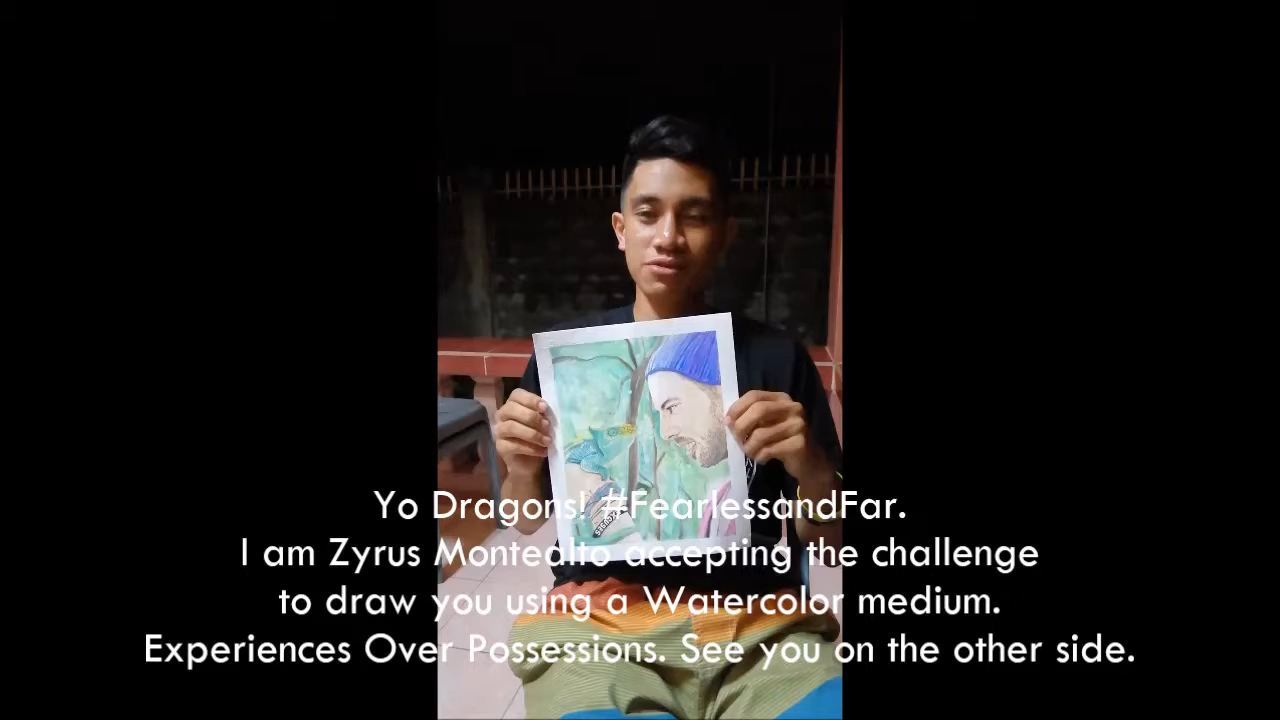 Yo Dragons! #FearlessandFar.
I am Zyrus Montealto accepting the challenge
to draw you using a Watercolor medium.
Experiences Over Possessions. See you on the other side.